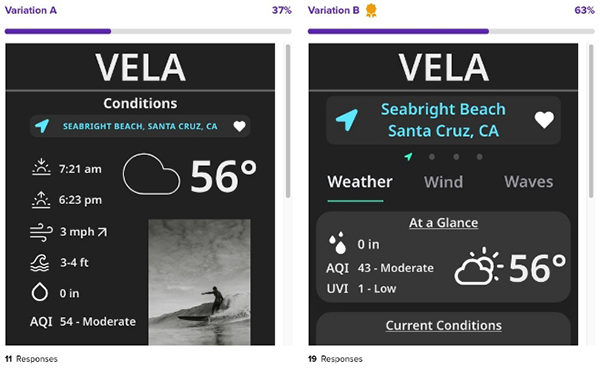 Variation A
37%
VELA
Conditions
SEABRIGHT BEACH, SANTA CRUZ, CA
7:21 am
6:23 pm
3 mph
3-4 ft
0 in
AQI 54 - Moderate
56°
11 Responses
Variation B
63%
VELA
Seabright Beach
Santa Cruz, CA
Weather Wind Waves
At a Glance
0 in
AQI 43 - Moderate
UVI 1 - Low
56°
Current Conditions
19 Responses